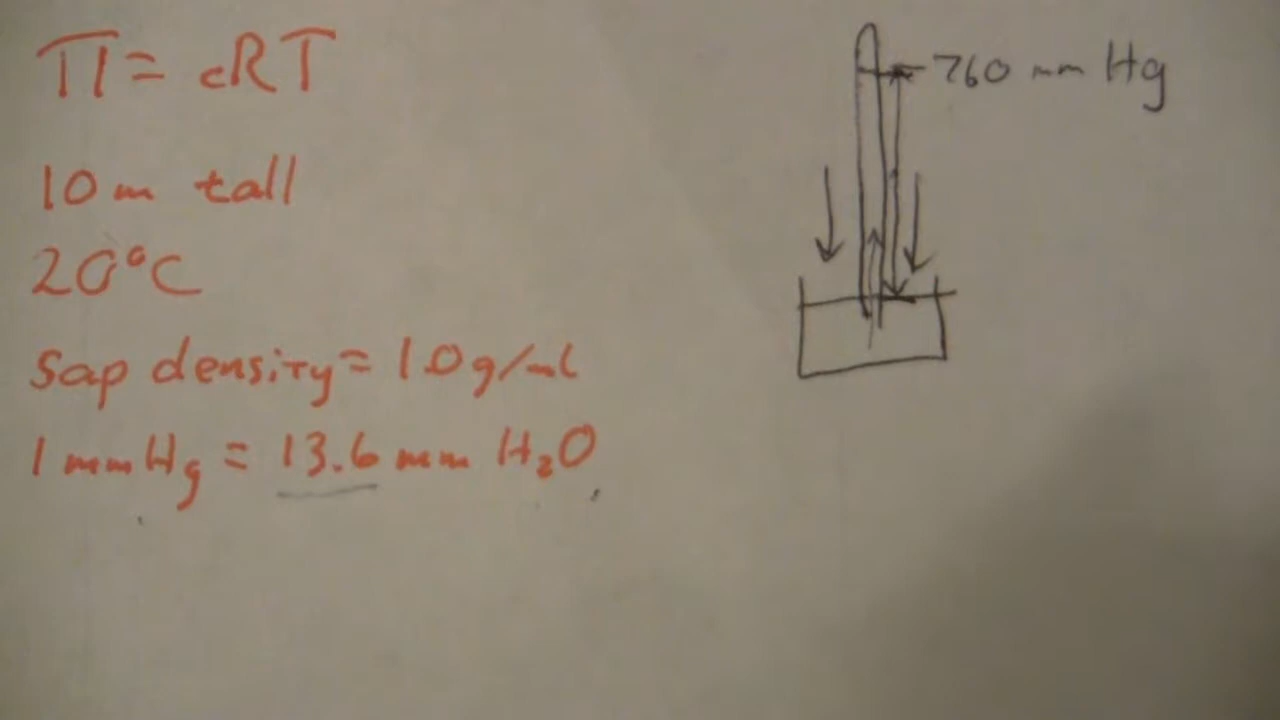 Π = cRT
10 m tall
20°C
Sap density = 1.0 g/mL
1 mm Hg = 13.6 mm H₂O
760 mm Hg